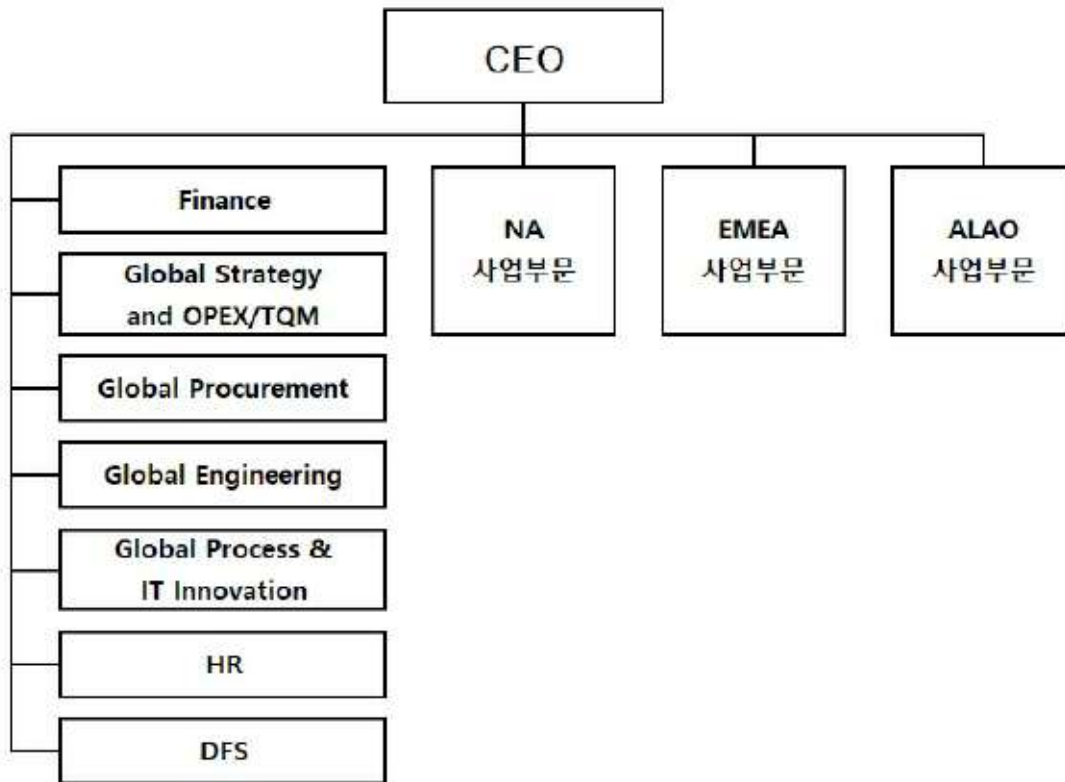 CEO
Finance
Global Strategy
and OPEX/TQM
Global Procurement
Global Engineering
Global Process &
IT Innovation
HR
DFS
NA
사업부문
EMEA
사업부문
ALAO
사업부문